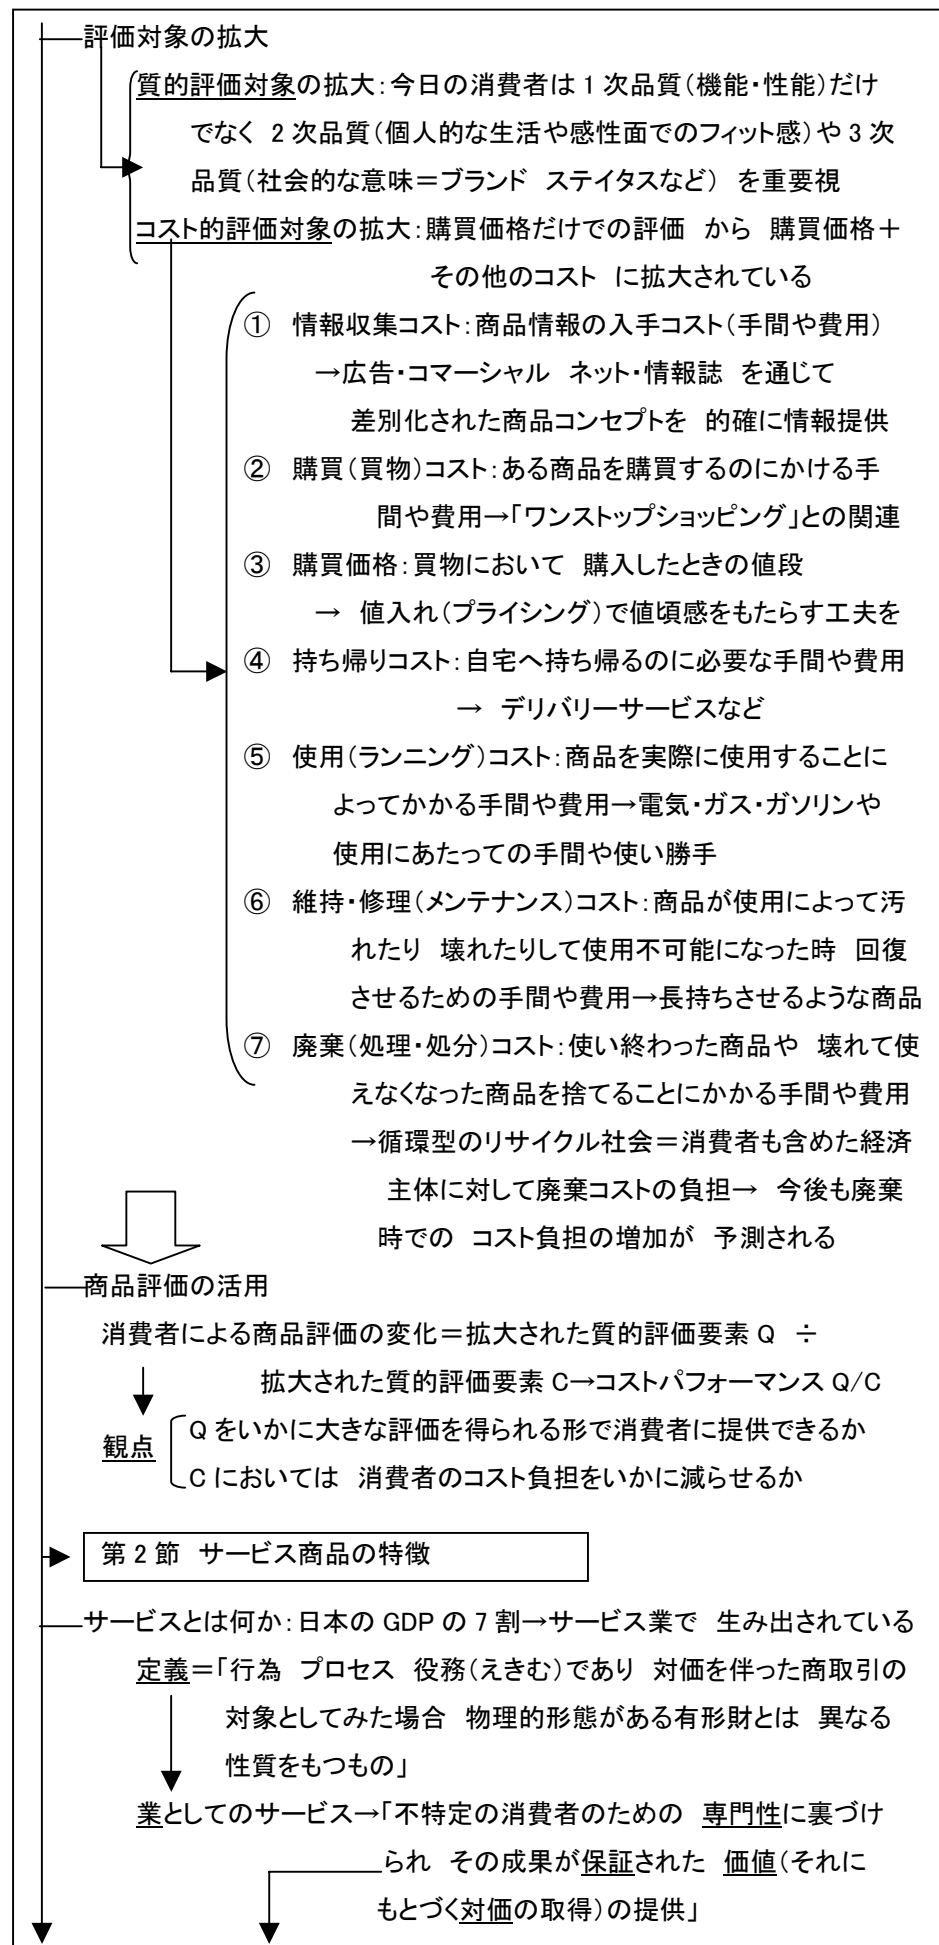 評価対象の拡大
質的評価対象の拡大：今日の消費者は1次品質（機能・性能）だけ
でなく 2次品質（個人的な生活や感性面でのフィット感）や3次
品質（社会的な意味＝ブランド ステイタスなど） を重要視
コスト的評価対象の拡大：購買価格だけでの評価 から 購買価格＋
その他のコスト に拡大されている
① 情報収集コスト：商品情報の入手コスト（手間や費用）
→広告・コマーシャル ネット・情報誌 を通じて
差別化された商品コンセプトを 的確に情報提供
② 購買（買物）コスト：ある商品を購買するのにかける手
間や費用→「ワンストップショッピング」との関連
③ 購買価格：買物において 購入したときの値段
→ 値入れ（プライシング）で値頃感をもたらす工夫を
④ 持ち帰りコスト：自宅へ持ち帰るのに必要な手間や費用
→ デリバリーサービスなど
⑤ 使用（ランニング）コスト：商品を実際に使用することに
よってかかる手間や費用→電気・ガス・ガソリンや
使用にあたっての手間や使い勝手
⑥ 維持・修理（メンテナンス）コスト：商品が使用によって汚
れたり 壊れたりして使用不可能になった時 回復
させるための手間や費用→長持ちさせるような商品
⑦ 廃棄（処理・処分）コスト：使い終わった商品や 壊れて使
えなくなった商品を捨てることにかかる手間や費用
→循環型のリサイクル社会＝消費者も含めた経済
主体に対して廃棄コストの負担→ 今後も廃棄
時での コスト負担の増加が 予測される
商品評価の活用
消費者による商品評価の変化＝拡大された質的評価要素Q ÷
拡大された質的評価要素C→コストパフォーマンスQ/C
観点
Qをいかに大きな評価を得られる形で消費者に提供できるか
Cにおいては 消費者のコスト負担をいかに減らせるか
第2節 サービス商品の特徴
サービスとは何か：日本のGDPの7割→サービス業で 生み出されている
定義＝「行為 プロセス 役務（えきむ）であり 対価を伴った商取引の
対象としてみた場合 物理的形態がある有形財とは 異なる
性質をもつもの」
業としてのサービス→「不特定の消費者のための 専門性に裏づけ
られ その成果が保証された 価値（それに
もとづく対価の取得）の提供」